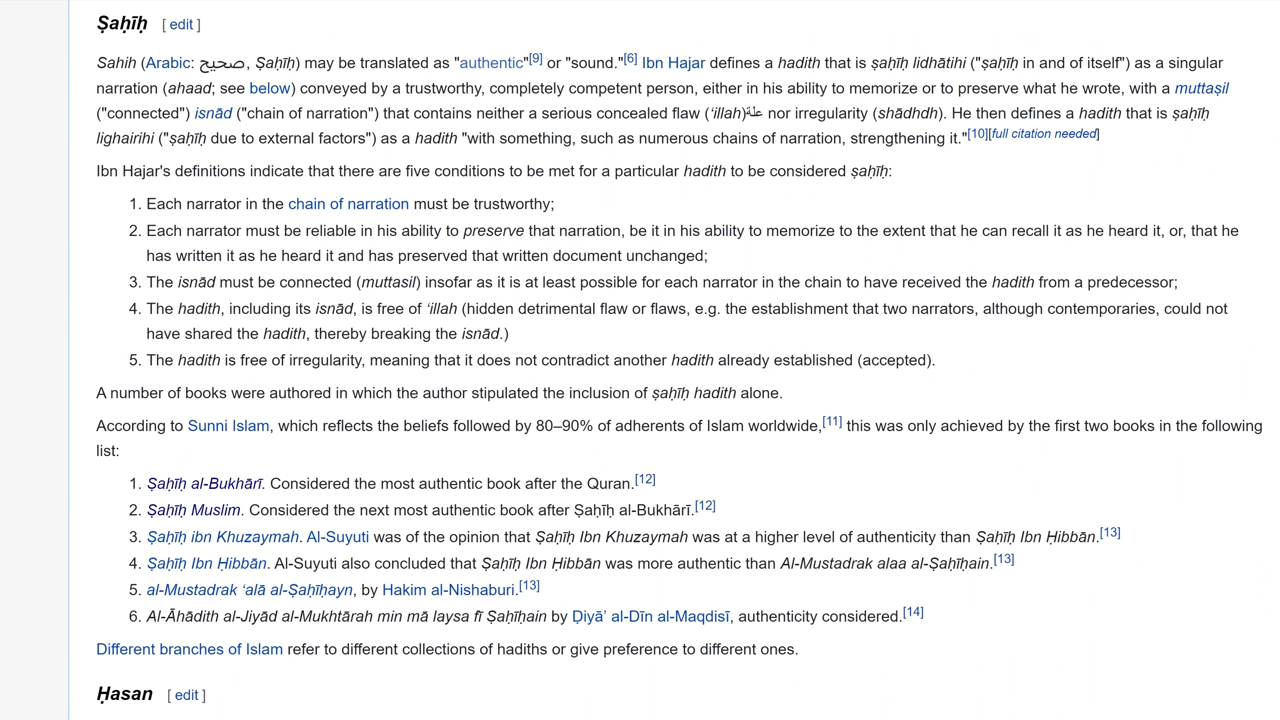 Ṣaḥīḥ [ edit ]
Sahih (Arabic: صحيح, Ṣaḥīḥ) may be translated as "authentic"[9] or "sound."[6] Ibn Hajar defines a hadith that is ṣaḥīḥ lidhātihi ("ṣaḥīḥ in and of itself") as a singular
narration (ahaad; see below) conveyed by a trustworthy, completely competent person, either in his ability to memorize or to preserve what he wrote, with a muttaṣil
("connected") isnād ("chain of narration") that contains neither a serious concealed flaw (ʻillah)علة nor irregularity (shādhdh). He then defines a hadith that is ṣaḥīḥ
lighairihi ("ṣaḥīḥ due to external factors") as a hadith "with something, such as numerous chains of narration, strengthening it."[10][full citation needed]
Ibn Hajar's definitions indicate that there are five conditions to be met for a particular hadith to be considered ṣaḥīḥ:
1. Each narrator in the chain of narration must be trustworthy;
2. Each narrator must be reliable in his ability to preserve that narration, be it in his ability to memorize to the extent that he can recall it as he heard it, or, that he
has written it as he heard it and has preserved that written document unchanged;
3. The isnād must be connected (muttasil) insofar as it is at least possible for each narrator in the chain to have received the hadith from a predecessor;
4. The hadith, including its isnād, is free of ʻillah (hidden detrimental flaw or flaws, e.g. the establishment that two narrators, although contemporaries, could not
have shared the hadith, thereby breaking the isnād.)
5. The hadith is free of irregularity, meaning that it does not contradict another hadith already established (accepted).
A number of books were authored in which the author stipulated the inclusion of ṣaḥīḥ hadith alone.
According to Sunni Islam, which reflects the beliefs followed by 80–90% of adherents of Islam worldwide,[11] this was only achieved by the first two books in the following
list:
1. Ṣaḥīḥ al-Bukhārī. Considered the most authentic book after the Quran.[12]
2. Ṣaḥīḥ Muslim. Considered the next most authentic book after Ṣaḥīḥ al-Bukhārī.[12]
3. Ṣaḥīḥ ibn Khuzaymah. Al-Suyuti was of the opinion that Ṣaḥīḥ Ibn Khuzaymah was at a higher level of authenticity than Ṣaḥīḥ Ibn Ḥibbān.[13]
4. Ṣaḥīḥ Ibn Ḥibbān. Al-Suyuti also concluded that Ṣaḥīḥ Ibn Ḥibbān was more authentic than Al-Mustadrak alaa al-Ṣaḥīḥain.[13]
5. al-Mustadrak ʻalā al-Ṣaḥīḥayn, by Hakim al-Nishaburi.[13]
6. Al-Āhādith al-Jiyād al-Mukhtārah min mā laysa fī Ṣaḥīḥain by Ḍiyāʼ al-Dīn al-Maqdisī, authenticity considered.[14]
Different branches of Islam refer to different collections of hadiths or give preference to different ones.
Ḥasan [ edit ]